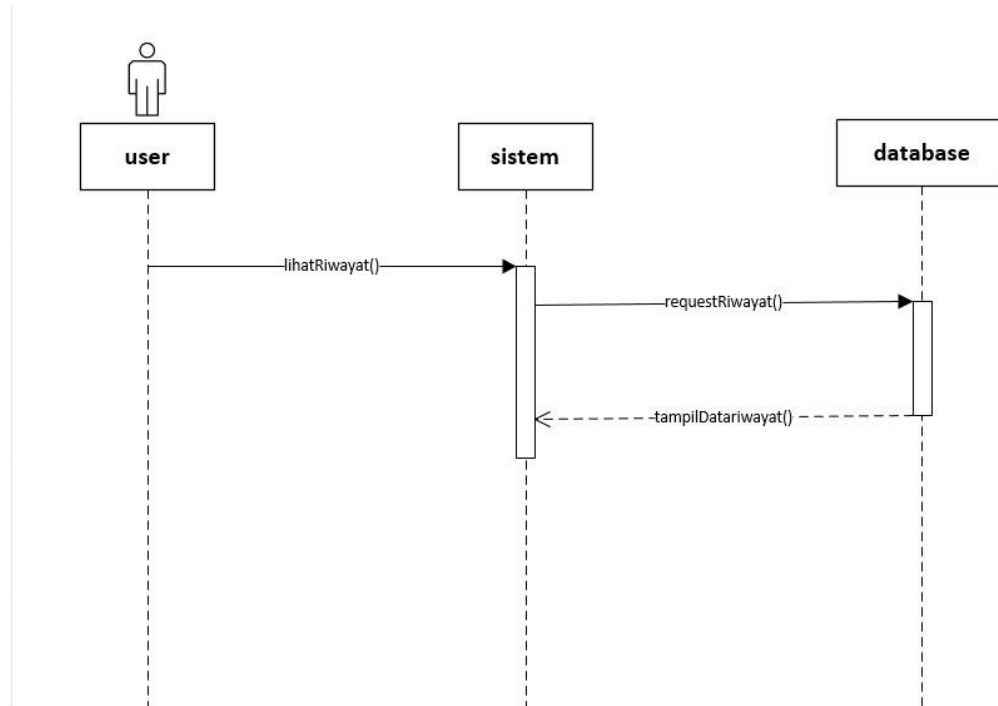 user
sistem
database
lihatRiwayat()
requestRiwayat()
tampilDatariwayat()